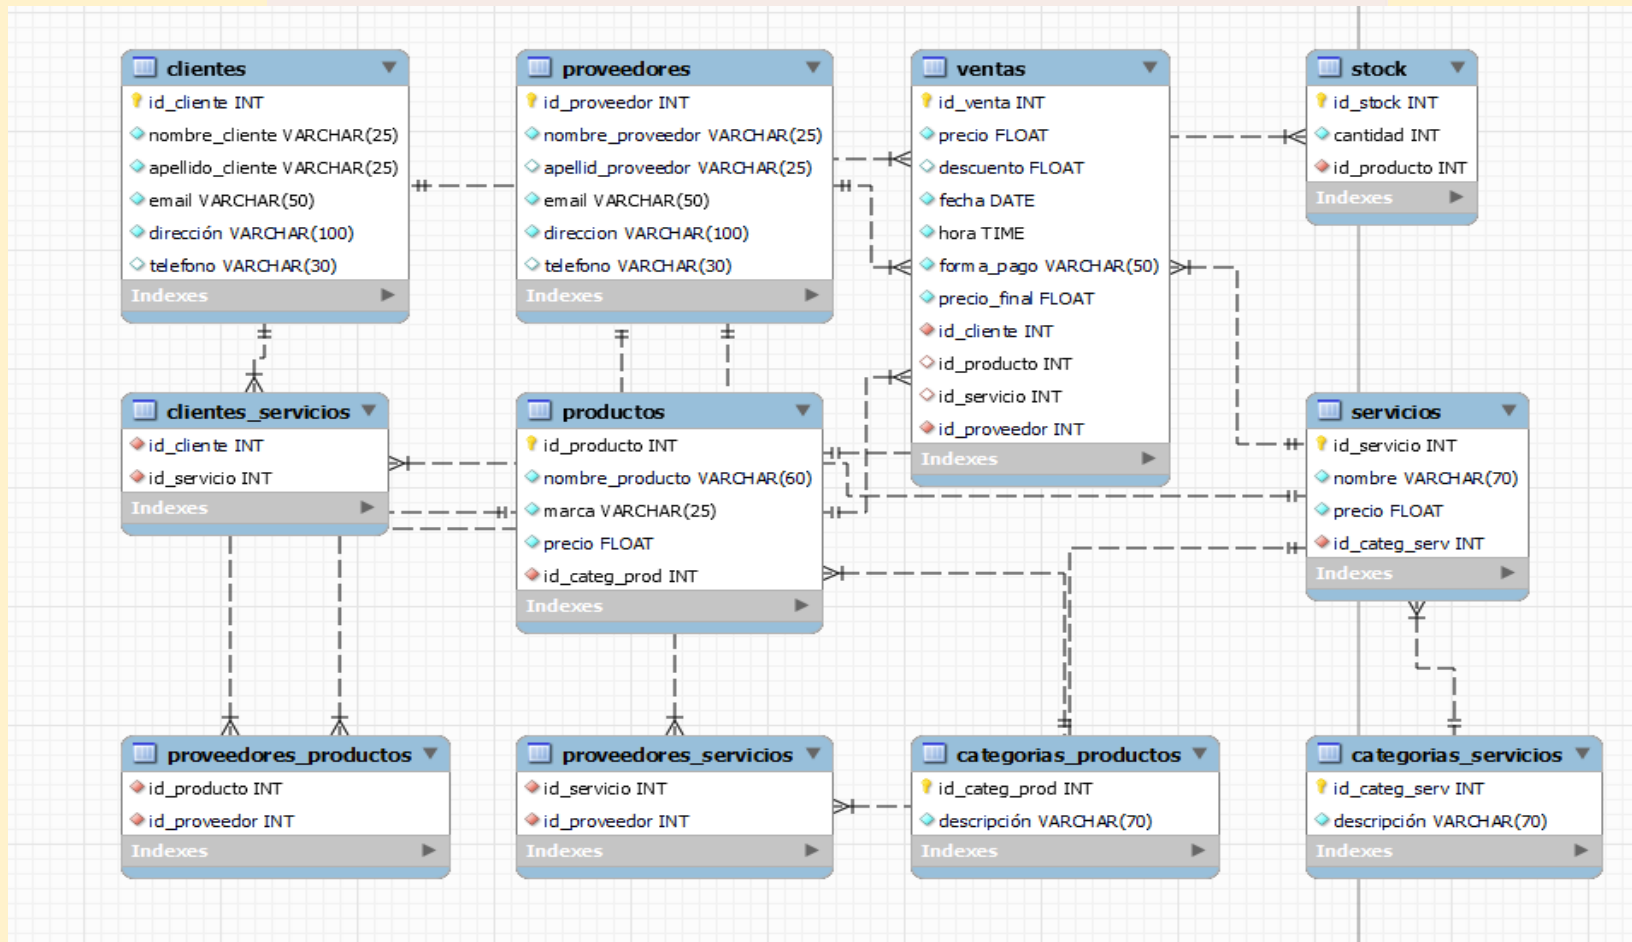 clientes
id_cliente INT
nombre_cliente VARCHAR(25)
apellido_cliente VARCHAR(25)
email VARCHAR(50)
dirección VARCHAR(100)
telefono VARCHAR(30)
Indexes
proveedores
id_proveedor INT
nombre_proveedor VARCHAR(25)
apellid_proveedor VARCHAR(25)
email VARCHAR(50)
direccion VARCHAR(100)
telefono VARCHAR(30)
Indexes
ventas
id_venta INT
precio FLOAT
descuento FLOAT
fecha DATE
hora TIME
forma_pago VARCHAR(50)
precio_final FLOAT
id_cliente INT
id_producto INT
id_servicio INT
id_proveedor INT
Indexes
stock
id_stock INT
cantidad INT
id_producto INT
Indexes
clientes_servicios
id_cliente INT
id_servicio INT
Indexes
productos
id_producto INT
nombre_producto VARCHAR(60)
marca VARCHAR(25)
precio FLOAT
id_categ_prod INT
Indexes
servicios
id_servicio INT
nombre VARCHAR(70)
precio FLOAT
id_categ_serv INT
Indexes
proveedores_productos
id_producto INT
id_proveedor INT
Indexes
proveedores_servicios
id_servicio INT
id_proveedor INT
Indexes
categorias_productos
id_categ_prod INT
descripción VARCHAR(70)
Indexes
categorias_servicios
id_categ_serv INT
descripción VARCHAR(70)
Indexes